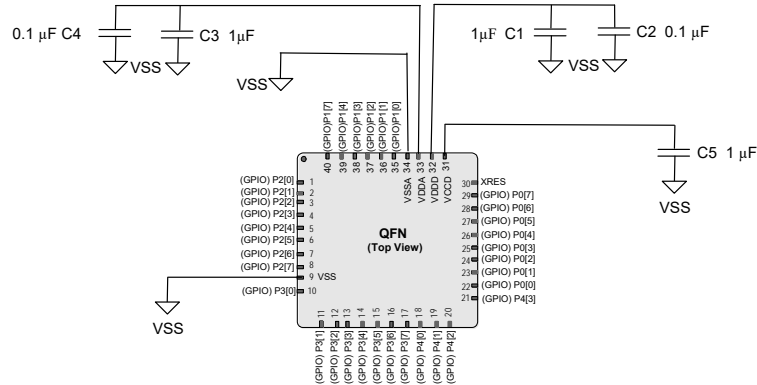 0.1 μF C4
C3 1μF
VSS
VSS
1μF C1
C2 0.1 μF
VSS
C5 1 μF
VSS
(GPIO)P1[7]
(GPIO)P1[4]
(GPIO)P1[3]
(GPIO)P1[2]
(GPIO)P1[1]
(GPIO)P1[0]
40
39
38
37
36
35
34
33
32
31
VSSA
VDDA
VDDD
VCCD
(GPIO) P2[0] 1
(GPIO) P2[1] 2
(GPIO) P2[2] 3
(GPIO) P2[3] 4
(GPIO) P2[4] 5
(GPIO) P2[5] 6
(GPIO) P2[6] 7
(GPIO) P2[7] 8
9 VSS
(GPIO) P3[0] 10
VSS
QFN
(Top View)
30 XRES
29 (GPIO) P0[7]
28 (GPIO) P0[6]
27 (GPIO) P0[5]
26 (GPIO) P0[4]
25 (GPIO) P0[3]
24 (GPIO) P0[2]
23 (GPIO) P0[1]
22 (GPIO) P0[0]
21 (GPIO) P4[3]
11
12
13
14
15
16
17
18
19
20
(GPIO) P3[1]
(GPIO) P3[2]
(GPIO) P3[3]
(GPIO) P3[4]
(GPIO) P3[5]
(GPIO) P3[6]
(GPIO) P3[7]
(GPIO) P4[0]
(GPIO) P4[1]
(GPIO) P4[2]